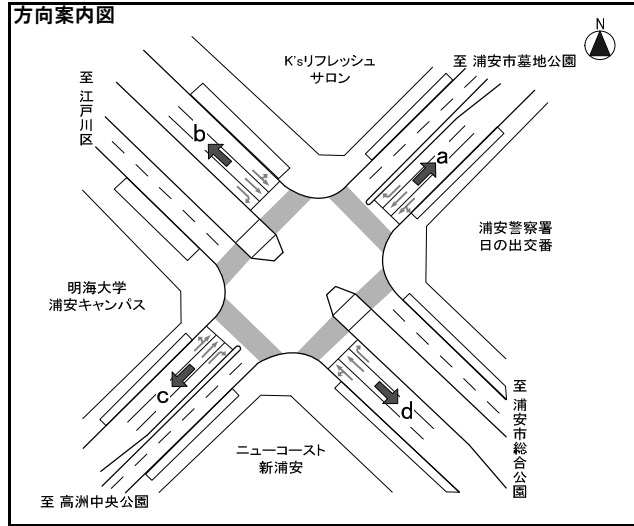 方向案内図
N
K'sリフレッシュ
サロン
至 浦安市墓地公園
至 江戸川区
b
a
浦安警察署
日の出交番
明海大学
浦安キャンパス
c
d
至 浦安市総合公園
ニューコースト
新浦安
至 高洲中央公園